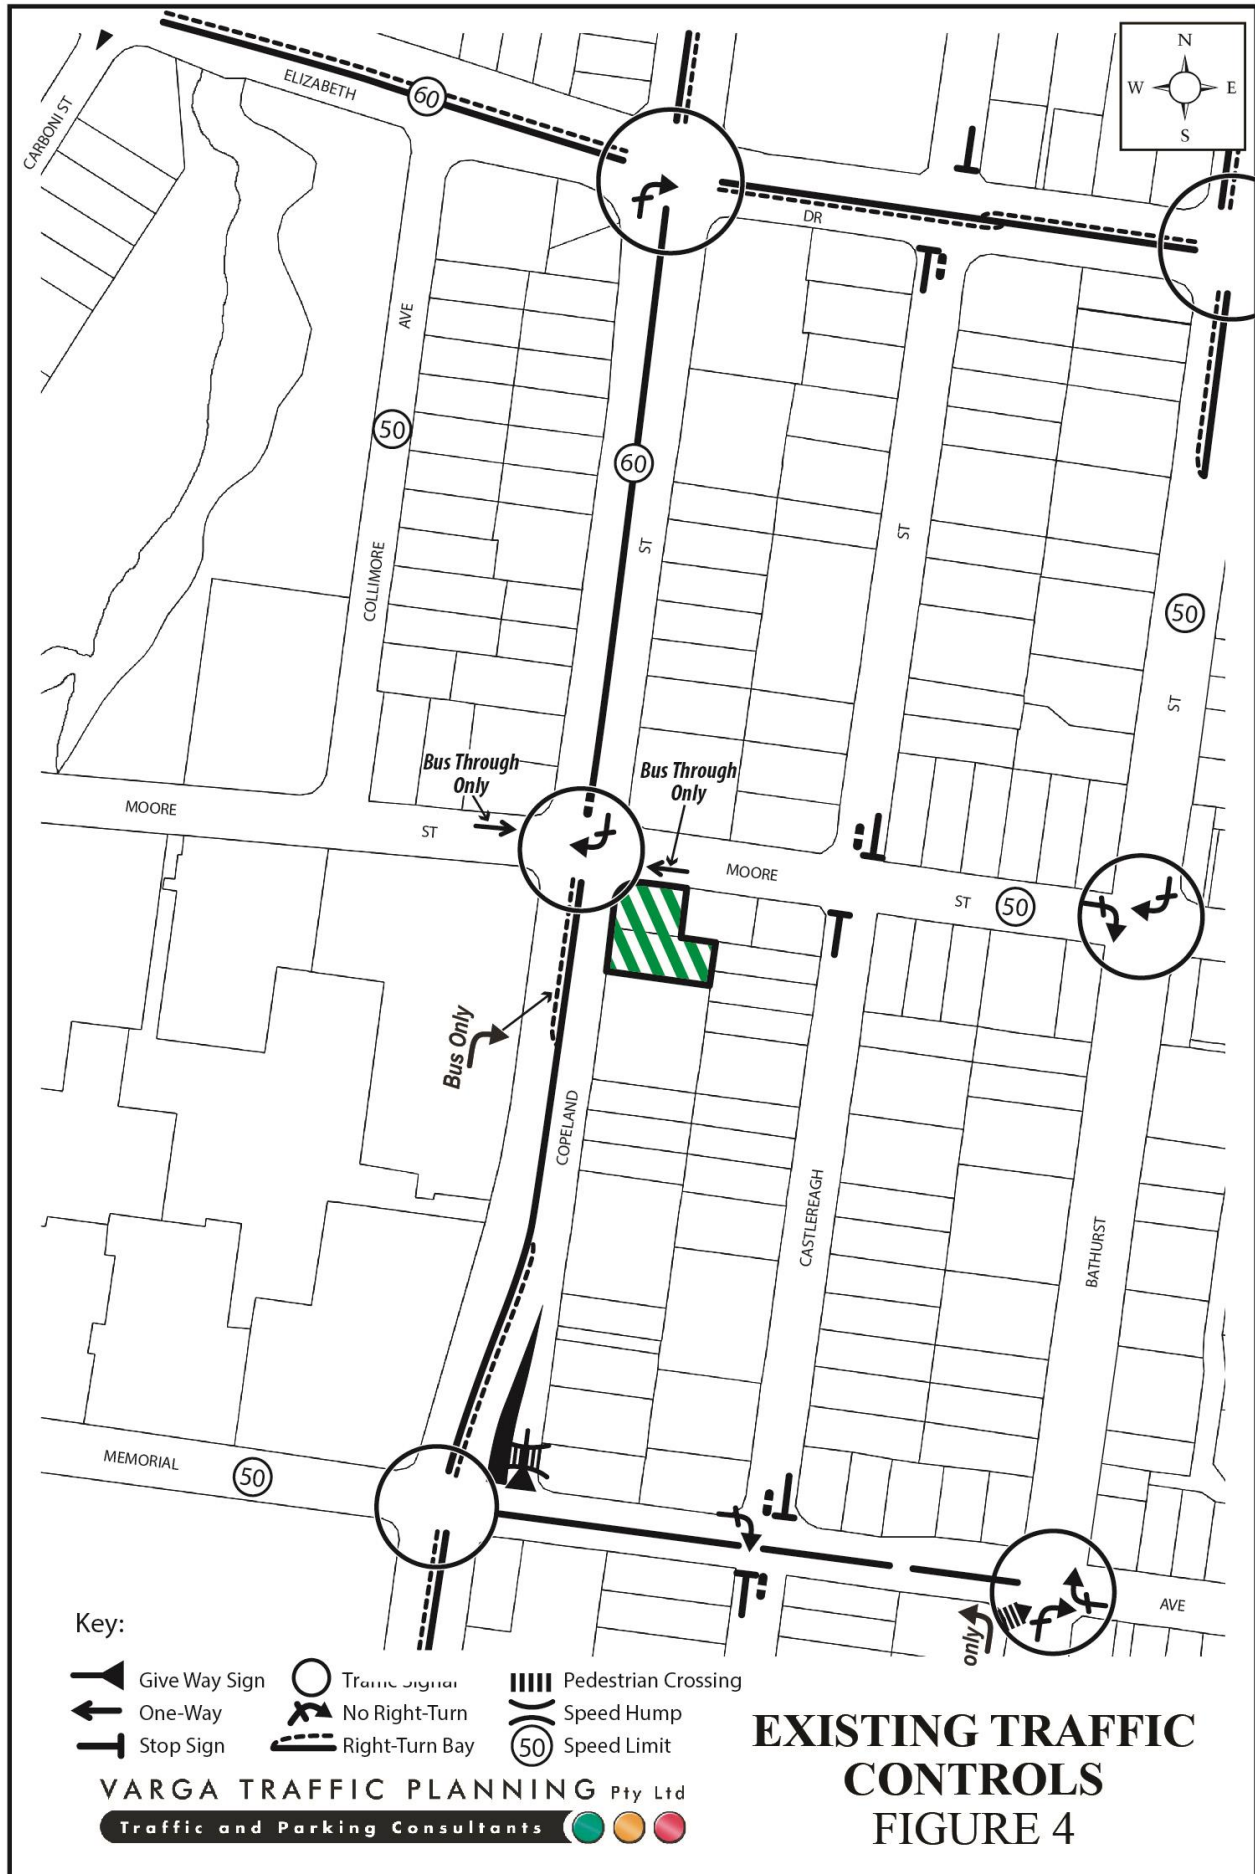 N
W E
S
CARBONI ST
ELIZABETH
60
DR
AVE
50
60
COLLIMORE
ST
ST
50
ST
Bus Through
Only
Bus Through
Only
MOORE
ST
MOORE
ST
50
Bus Only
COPELAND
CASTLEREAGH
BATHURST
MEMORIAL
50
AVE
only
Key:
Give Way Sign
One-Way
Stop Sign
No Right-Turn
Right-Turn Bay
Pedestrian Crossing
Speed Hump
50 Speed Limit
VARGA TRAFFIC PLANNING Pty Ltd
Traffic and Parking Consultants
EXISTING TRAFFIC
CONTROLS
FIGURE 4